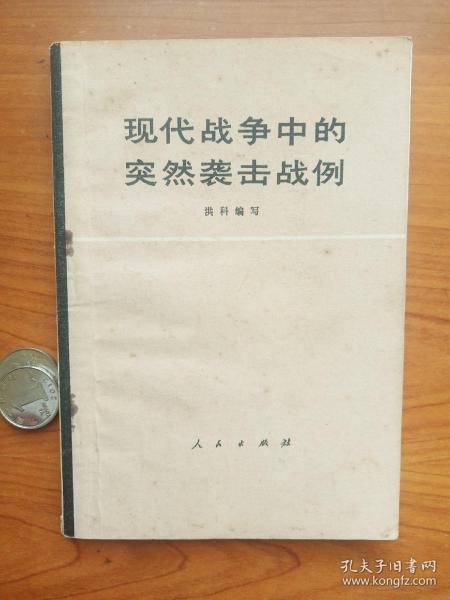 现代战争中的
突然袭击战例
洪科编写
人民出版社
孔夫子旧书网
www.kongfz.com